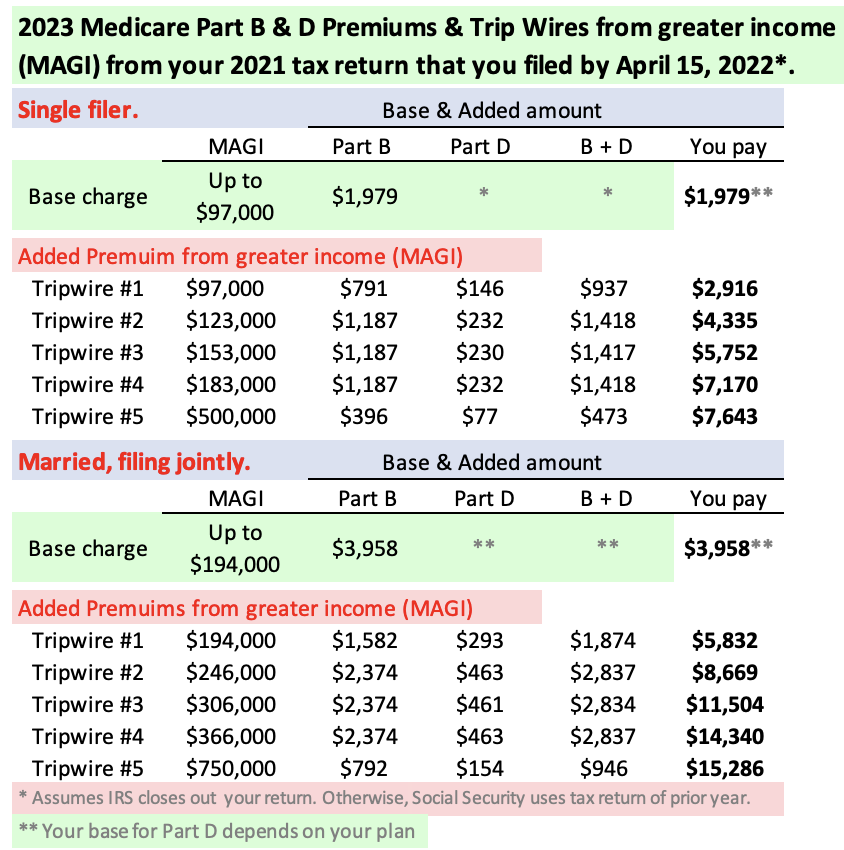 2023 Medicare Part B & D Premiums & Trip Wires from greater income
(MAGI) from your 2021 tax return that you filed by April 15, 2022*.
Single filer. Base & Added amount
MAGI Part B Part D B + D You pay
Base charge Up to $97,000 $1,979 * * $1,979**
Added Premuim from greater income (MAGI)
Tripwire #1 $97,000 $791 $146 $937 $2,916
Tripwire #2 $123,000 $1,187 $232 $1,418 $4,335
Tripwire #3 $153,000 $1,187 $230 $1,417 $5,752
Tripwire #4 $183,000 $1,187 $232 $1,418 $7,170
Tripwire #5 $500,000 $396 $77 $473 $7,643
Married, filing jointly. Base & Added amount
MAGI Part B Part D B + D You pay
Base charge Up to $194,000 $3,958 ** ** $3,958**
Added Premuims from greater income (MAGI)
Tripwire #1 $194,000 $1,582 $293 $1,874 $5,832
Tripwire #2 $246,000 $2,374 $463 $2,837 $8,669
Tripwire #3 $306,000 $2,374 $461 $2,834 $11,504
Tripwire #4 $366,000 $2,374 $463 $2,837 $14,340
Tripwire #5 $750,000 $792 $154 $946 $15,286
* Assumes IRS closes out your return. Otherwise, Social Security uses tax return of prior year.
** Your base for Part D depends on your plan